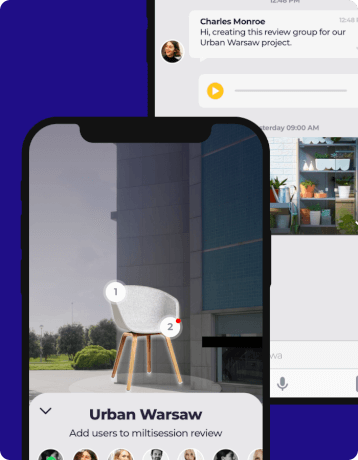 12:48 PM
Charles Monroe
Hi, creating this review group for our
Urban Warsaw project.
09:00 AM
1
2
Urban Warsaw
Add users to miltisession review